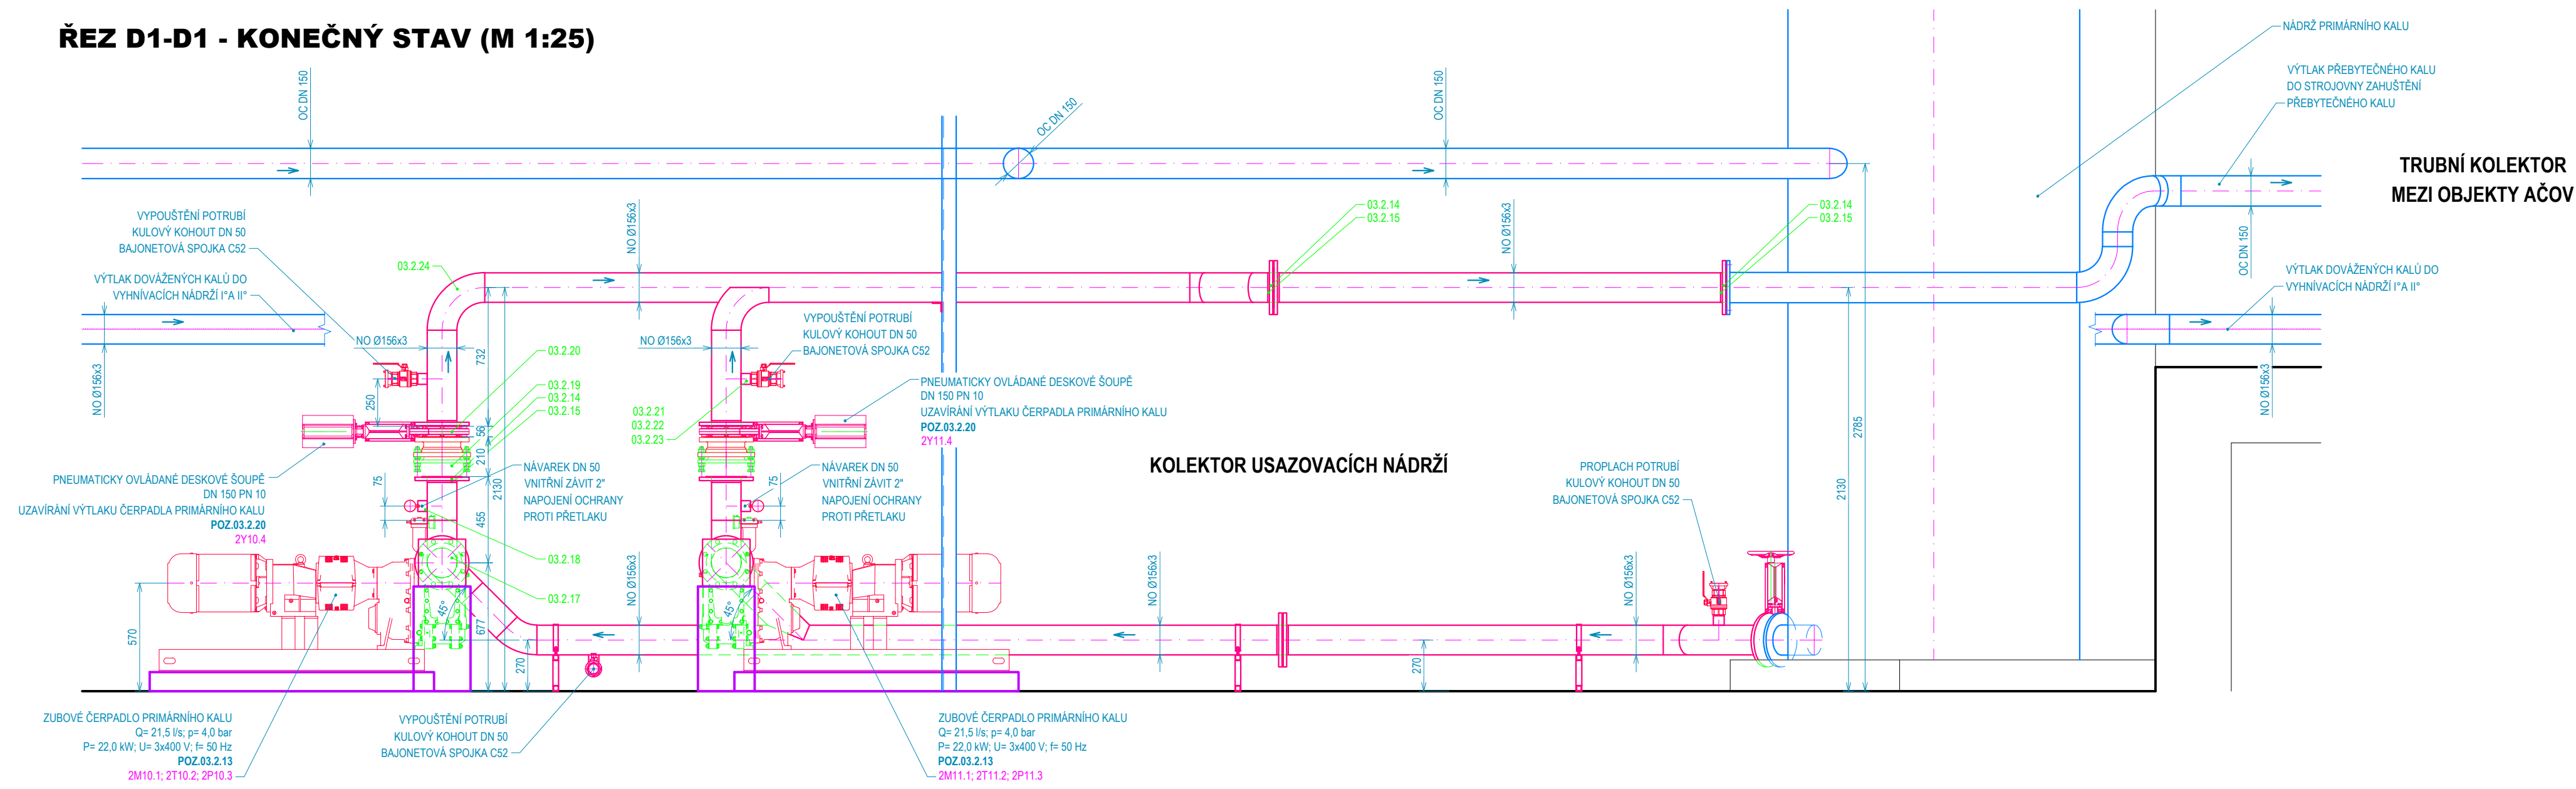 ŘEZ D1-D1 - KONEČNÝ STAV (M 1:25)
OC DN 150
OC DN 150
OC DN 150
NÁDRŽ PRIMÁRNÍHO KALU
VÝTLAK PŘEBYTEČNÉHO KALU
DO STROJOVNY ZAHUŠTĚNÍ
PŘEBYTEČNÉHO KALU
TRUBNÍ KOLEKTOR
MEZI OBJEKTY AČOV
OC DN 150
VÝTLAK DOVÁŽENÝCH KALŮ DO
VYHNÍVACÍCH NÁDRŽÍ I°A II°
NO Ø156x3
VYPOUŠTĚNÍ POTRUBÍ
KULOVÝ KOHOUT DN 50
BAJONETOVÁ SPOJKA C52
VÝTLAK DOVÁŽENÝCH KALŮ DO
VYHNÍVACÍCH NÁDRŽÍ I°A II°
NO Ø156x3
03.2.24
NO Ø156x3
03.2.14
03.2.15
NO Ø156x3
03.2.14
03.2.15
NO Ø156x3
732
250
56
210
75
455
2130
677
03.2.20
03.2.19
03.2.14
03.2.15
NO Ø156x3
VYPOUŠTĚNÍ POTRUBÍ
KULOVÝ KOHOUT DN 50
BAJONETOVÁ SPOJKA C52
03.2.21
03.2.22
03.2.23
PNEUMATICKY OVLÁDANÉ DESKOVÉ ŠOUPĚ
DN 150 PN 10
UZAVÍRÁNÍ VÝTLAKU ČERPADLA PRIMÁRNÍHO KALU
POZ.03.2.20
2Y11.4
PNEUMATICKY OVLÁDANÉ DESKOVÉ ŠOUPĚ
DN 150 PN 10
UZAVÍRÁNÍ VÝTLAKU ČERPADLA PRIMÁRNÍHO KALU
POZ.03.2.20
2Y10.4
NÁVAREK DN 50
VNITŘNÍ ZÁVIT 2"
NAPOJENÍ OCHRANY
PROTI PŘETLAKU
75
NÁVAREK DN 50
VNITŘNÍ ZÁVIT 2"
NAPOJENÍ OCHRANY
PROTI PŘETLAKU
KOLEKTOR USAZOVACÍCH NÁDRŽÍ
PROPLACH POTRUBÍ
KULOVÝ KOHOUT DN 50
BAJONETOVÁ SPOJKA C52
2130
2785
03.2.18
03.2.17
570
45°
270
NO Ø156x3
45°
NO Ø156x3
270
NO Ø156x3
ZUBOVÉ ČERPADLO PRIMÁRNÍHO KALU
Q= 21,5 l/s; p= 4,0 bar
P= 22,0 kW; U= 3x400 V; f= 50 Hz
POZ.03.2.13
2M10.1; 2T10.2; 2P10.3
VYPOUŠTĚNÍ POTRUBÍ
KULOVÝ KOHOUT DN 50
BAJONETOVÁ SPOJKA C52
ZUBOVÉ ČERPADLO PRIMÁRNÍHO KALU
Q= 21,5 l/s; p= 4,0 bar
P= 22,0 kW; U= 3x400 V; f= 50 Hz
POZ.03.2.13
2M11.1; 2T11.2; 2P11.3